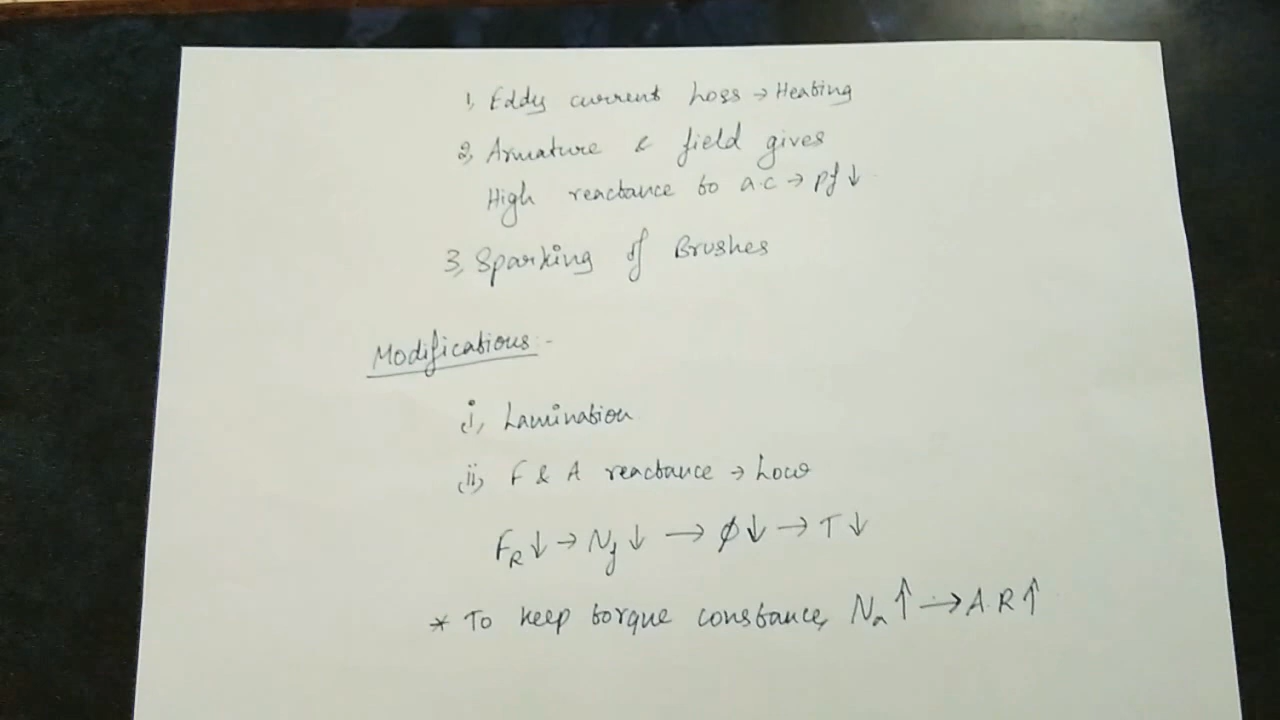 1, Eddy current Loss → Heating
2, Armature & field gives
High reactance to a.c → pf ↓
3, Sparking of Brushes
Modifications:-
i, Lamination
ii, F & A reactance → Low
F_R ↓ → N_f ↓ → φ ↓ → T ↓
* To keep torque constance, N_a ↑ → A.R ↑